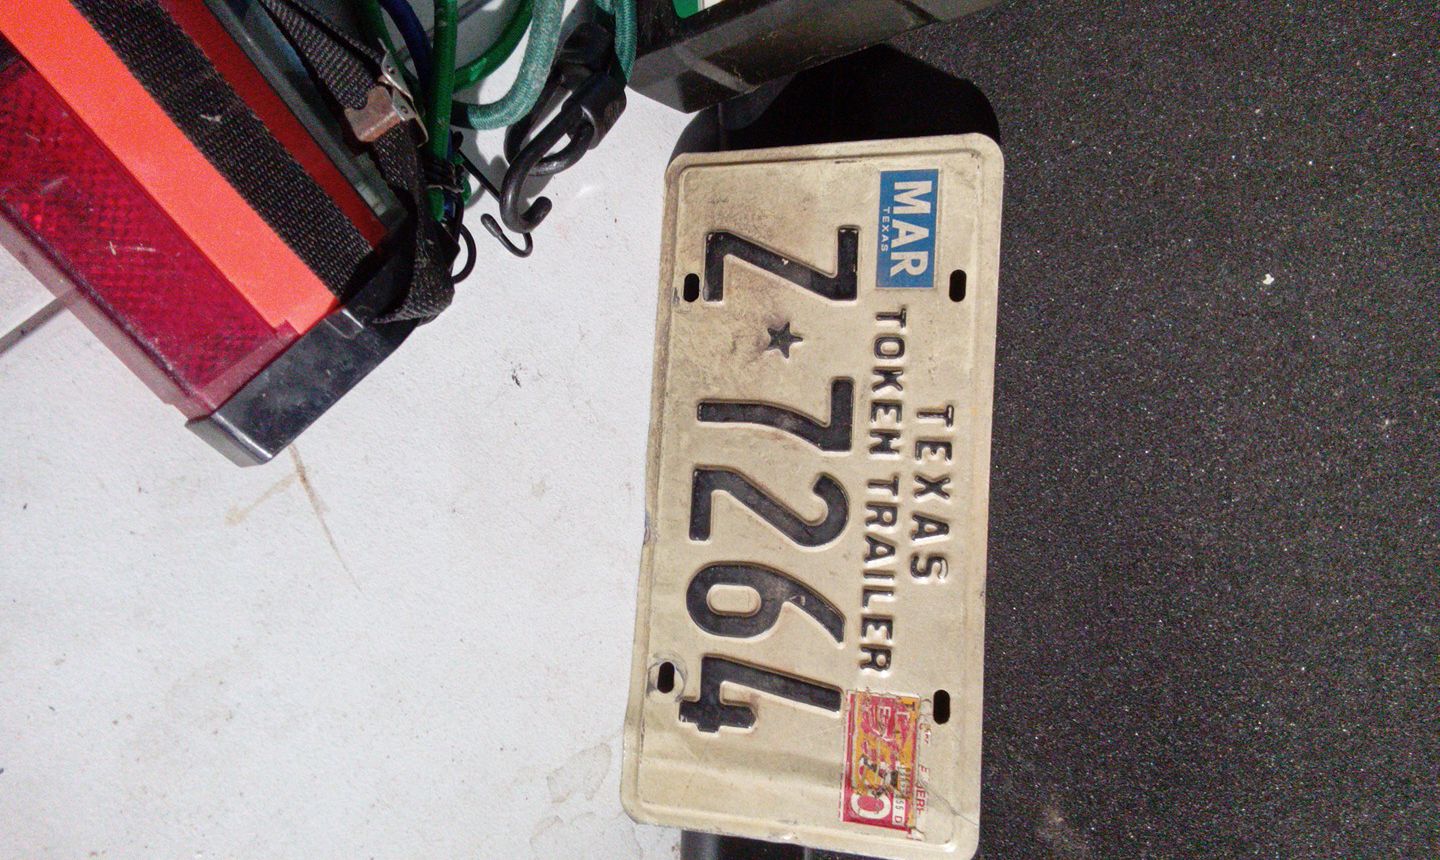 TEXAS
TOKEN TRAILER
MAR
TEXAS
Z★7264